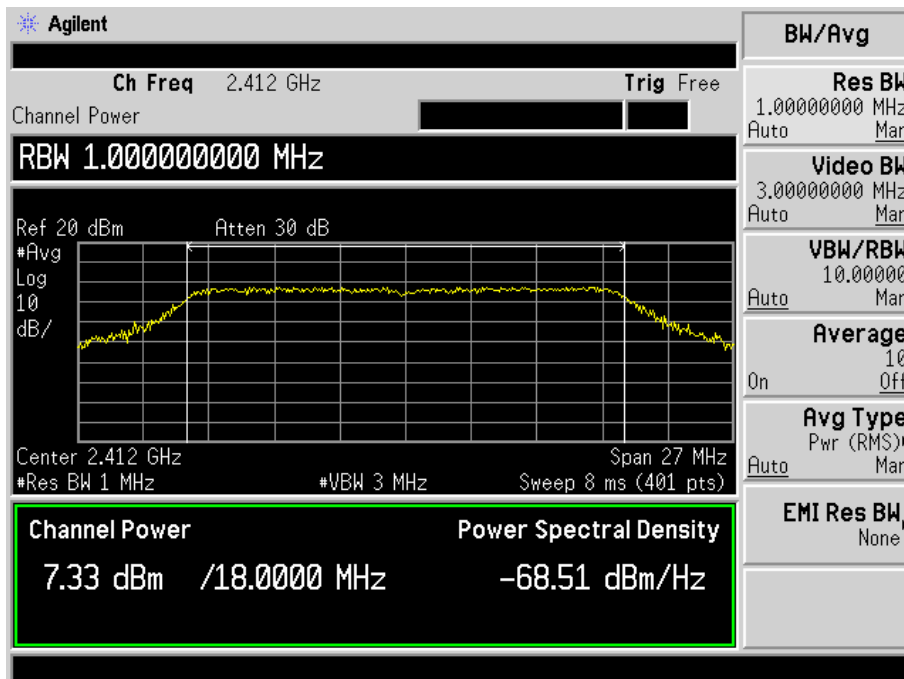 Agilent
BW/Avg
Ch Freq 2.412 GHz Trig Free
Channel Power
RBW 1.000000000 MHz
Ref 20 dBm Atten 30 dB
#Avg
Log
10
dB/
Center 2.412 GHz Span 27 MHz
#Res BW 1 MHz #VBW 3 MHz Sweep 8 ms (401 pts)
Channel Power Power Spectral Density
7.33 dBm /18.0000 MHz -68.51 dBm/Hz
Res BW
1.00000000 MHz
Auto Man
Video BW
3.00000000 MHz
Auto Man
VBW/RBW
10.00000
Auto Man
Average
10
On Off
Avg Type
Pwr (RMS)
Auto Man
EMI Res BW
None